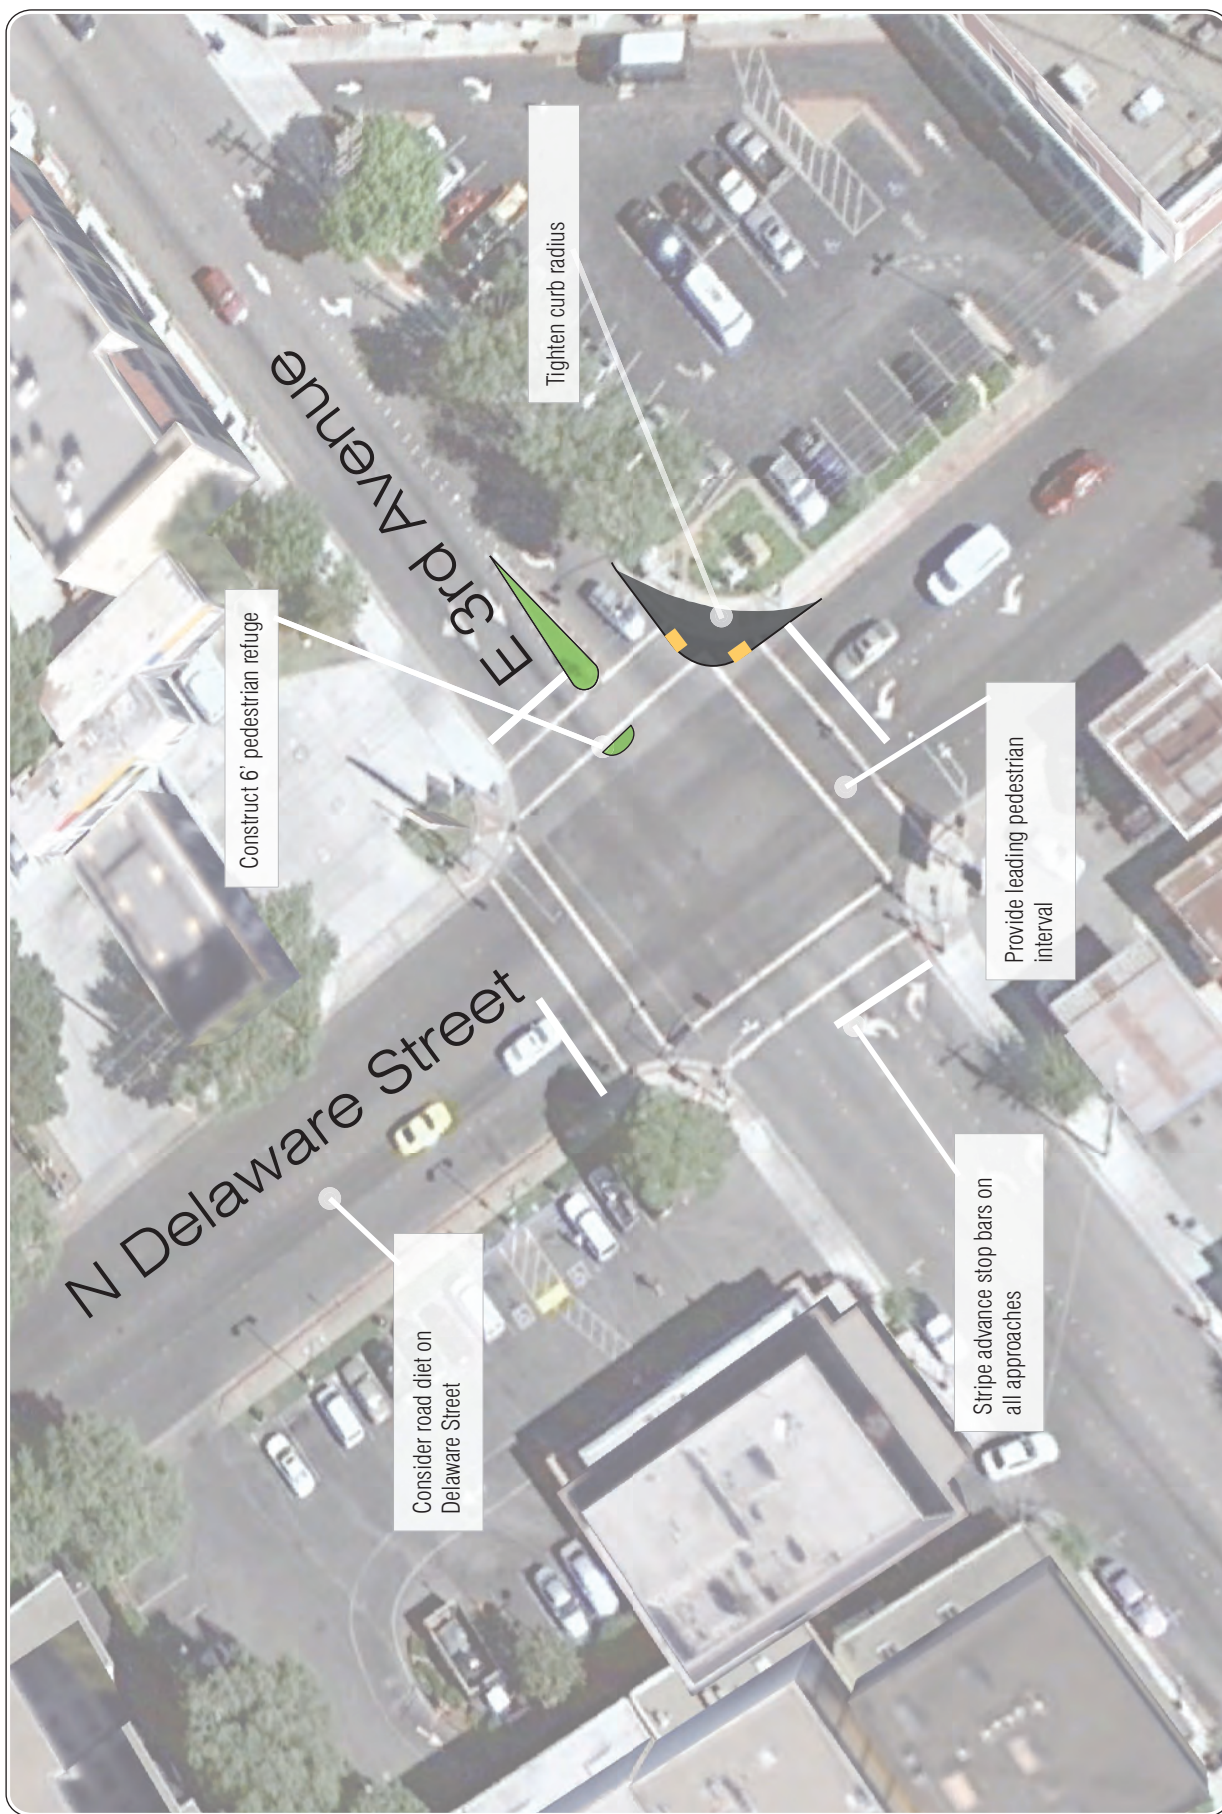 N Delaware Street
E 3rd Avenue
Consider road diet on
Delaware Street
Construct 6' pedestrian refuge
Tighten curb radius
Stripe advance stop bars on
all approaches
Provide leading pedestrian
interval